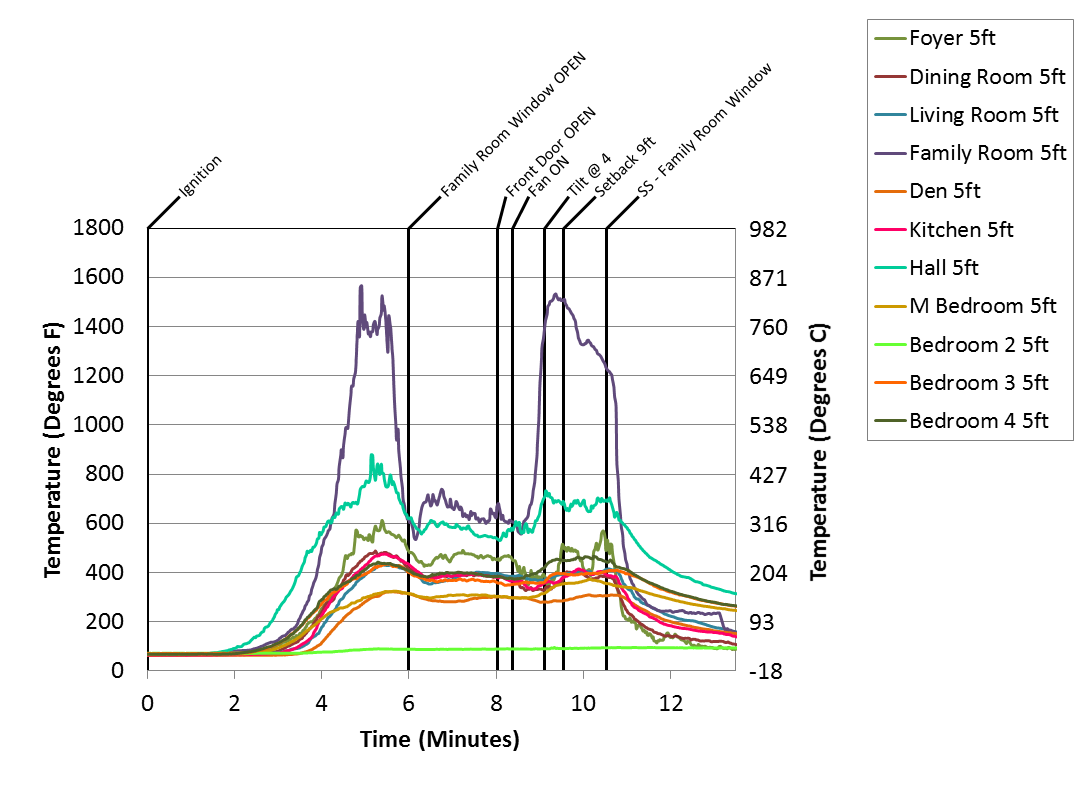 Ignition
Family Room Window OPEN
Front Door OPEN
Fan ON
Tilt @ 4
Setback 9ft
SS - Family Room Window
Foyer 5ft
Dining Room 5ft
Living Room 5ft
Family Room 5ft
Den 5ft
Kitchen 5ft
Hall 5ft
M Bedroom 5ft
Bedroom 2 5ft
Bedroom 3 5ft
Bedroom 4 5ft
Temperature (Degrees F)
1800
1600
1400
1200
1000
800
600
400
200
0
982
871
760
649
538
427
316
204
93
-18
Temperature (Degrees C)
0 2 4 6 8 10 12
Time (Minutes)